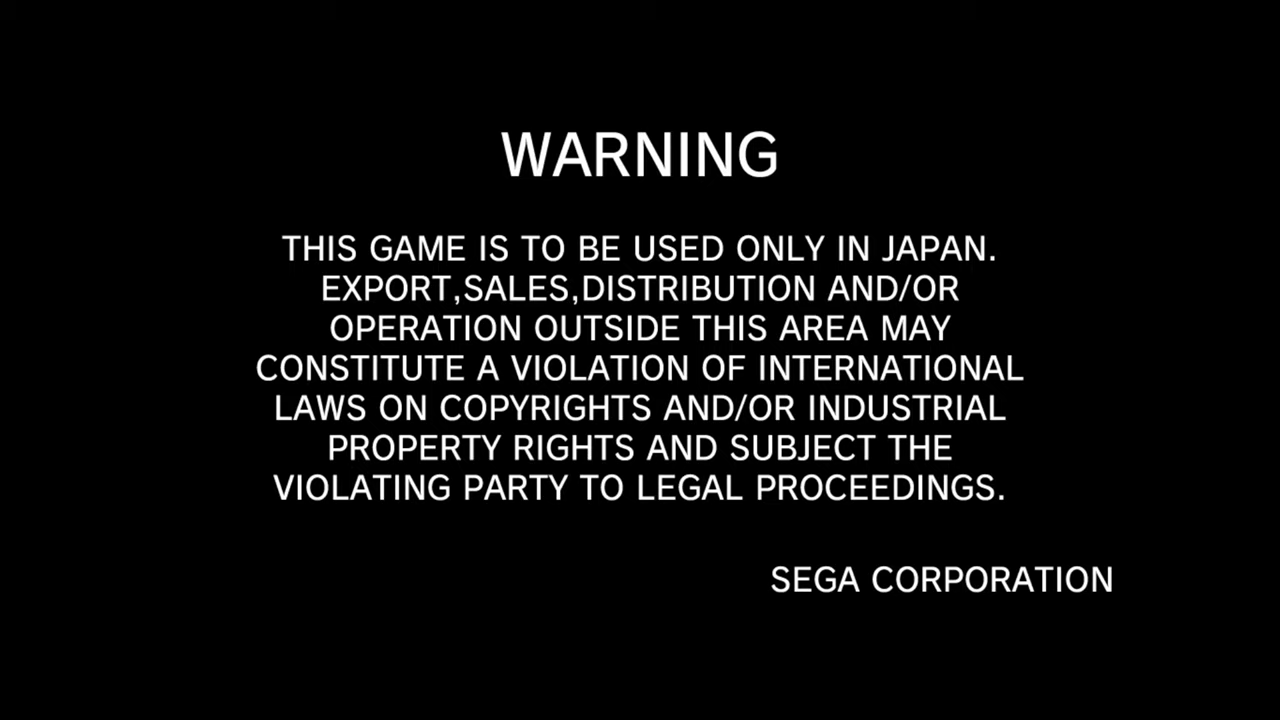 WARNING
THIS GAME IS TO BE USED ONLY IN JAPAN.
EXPORT,SALES,DISTRIBUTION AND/OR
OPERATION OUTSIDE THIS AREA MAY
CONSTITUTE A VIOLATION OF INTERNATIONAL
LAWS ON COPYRIGHTS AND/OR INDUSTRIAL
PROPERTY RIGHTS AND SUBJECT THE
VIOLATING PARTY TO LEGAL PROCEEDINGS.
SEGA CORPORATION